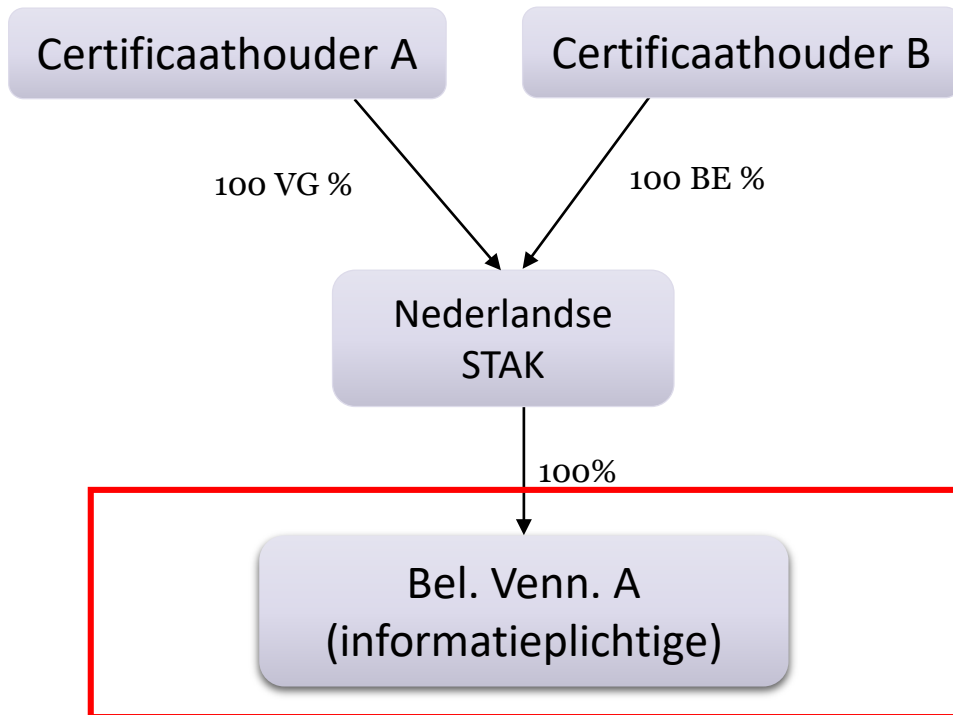 Certificaathouder A
Certificaathouder B
100 VG %
100 BE %
Nederlandse
STAK
100%
Bel. Venn. A
(informatieplichtige)